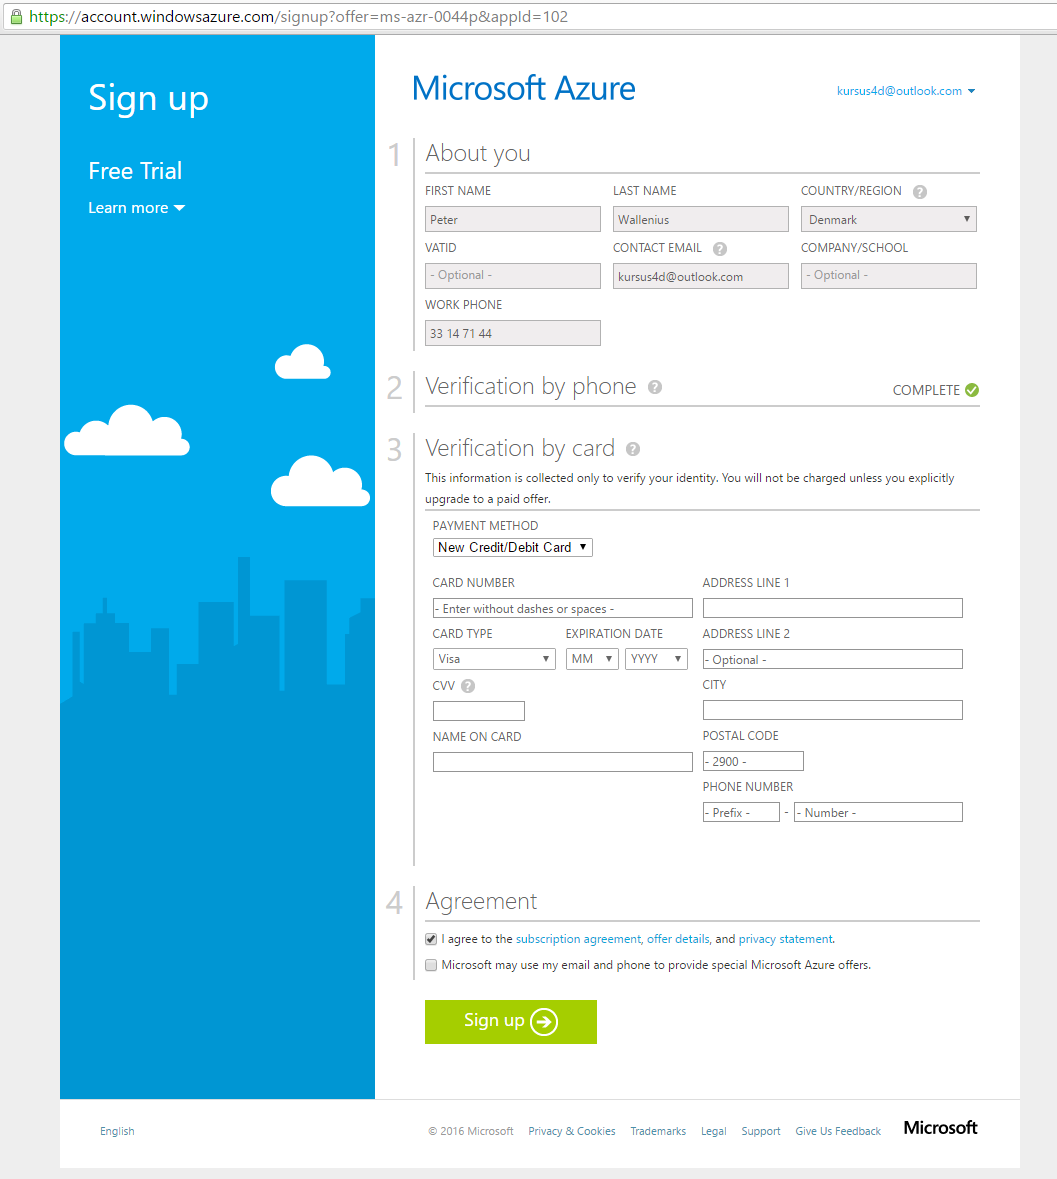 https://account.windowsazure.com/signup?offer=ms-azr-0044p&appId=102
Sign up
Free Trial
Learn more
Microsoft Azure
kursus4d@outlook.com
1 About you
FIRST NAME LAST NAME COUNTRY/REGION ?
Peter Wallenius Denmark
VATID CONTACT EMAIL ? COMPANY/SCHOOL
- Optional - kursus4d@outlook.com - Optional -
WORK PHONE
33 14 71 44
2 Verification by phone ? COMPLETE
3 Verification by card ?
This information is collected only to verify your identity. You will not be charged unless you explicitly
upgrade to a paid offer.
PAYMENT METHOD
New Credit/Debit Card
CARD NUMBER ADDRESS LINE 1
- Enter without dashes or spaces -
CARD TYPE EXPIRATION DATE ADDRESS LINE 2
Visa MM YYYY - Optional -
CVV ? CITY
NAME ON CARD POSTAL CODE
- 2900 -
PHONE NUMBER
- Prefix - - - Number -
4 Agreement
I agree to the subscription agreement, offer details, and privacy statement.
Microsoft may use my email and phone to provide special Microsoft Azure offers.
Sign up
English © 2016 Microsoft Privacy & Cookies Trademarks Legal Support Give Us Feedback Microsoft